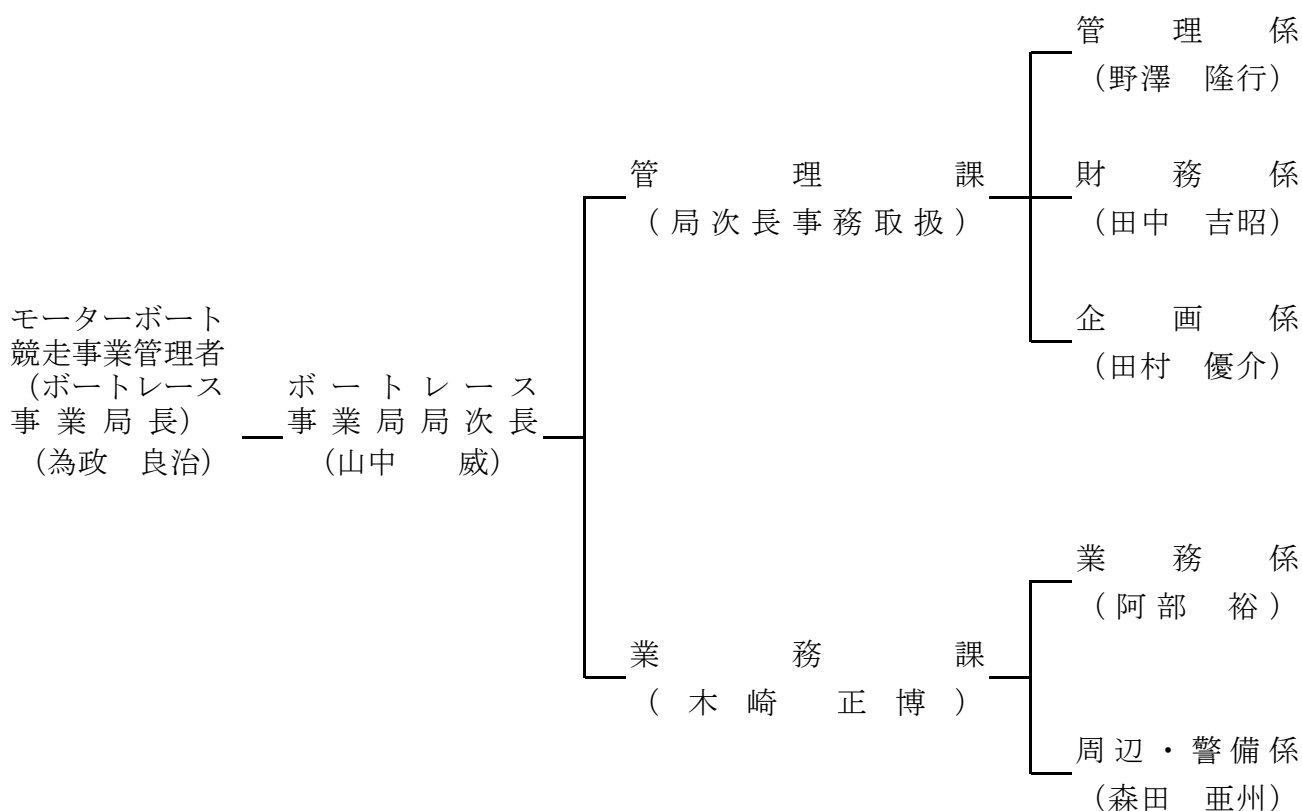 モーターボート
競走事業管理者
（ボートレース
事業局長）
（為政　良治）
ボートレース
事業局局次長
（山中　威）
管理課
（局次長事務取扱）
管理係
（野澤　隆行）
財務係
（田中　吉昭）
企画係
（田村　優介）
業務課
（木崎　正博）
業務係
（阿部　裕）
周辺・警備係
（森田　亜州）